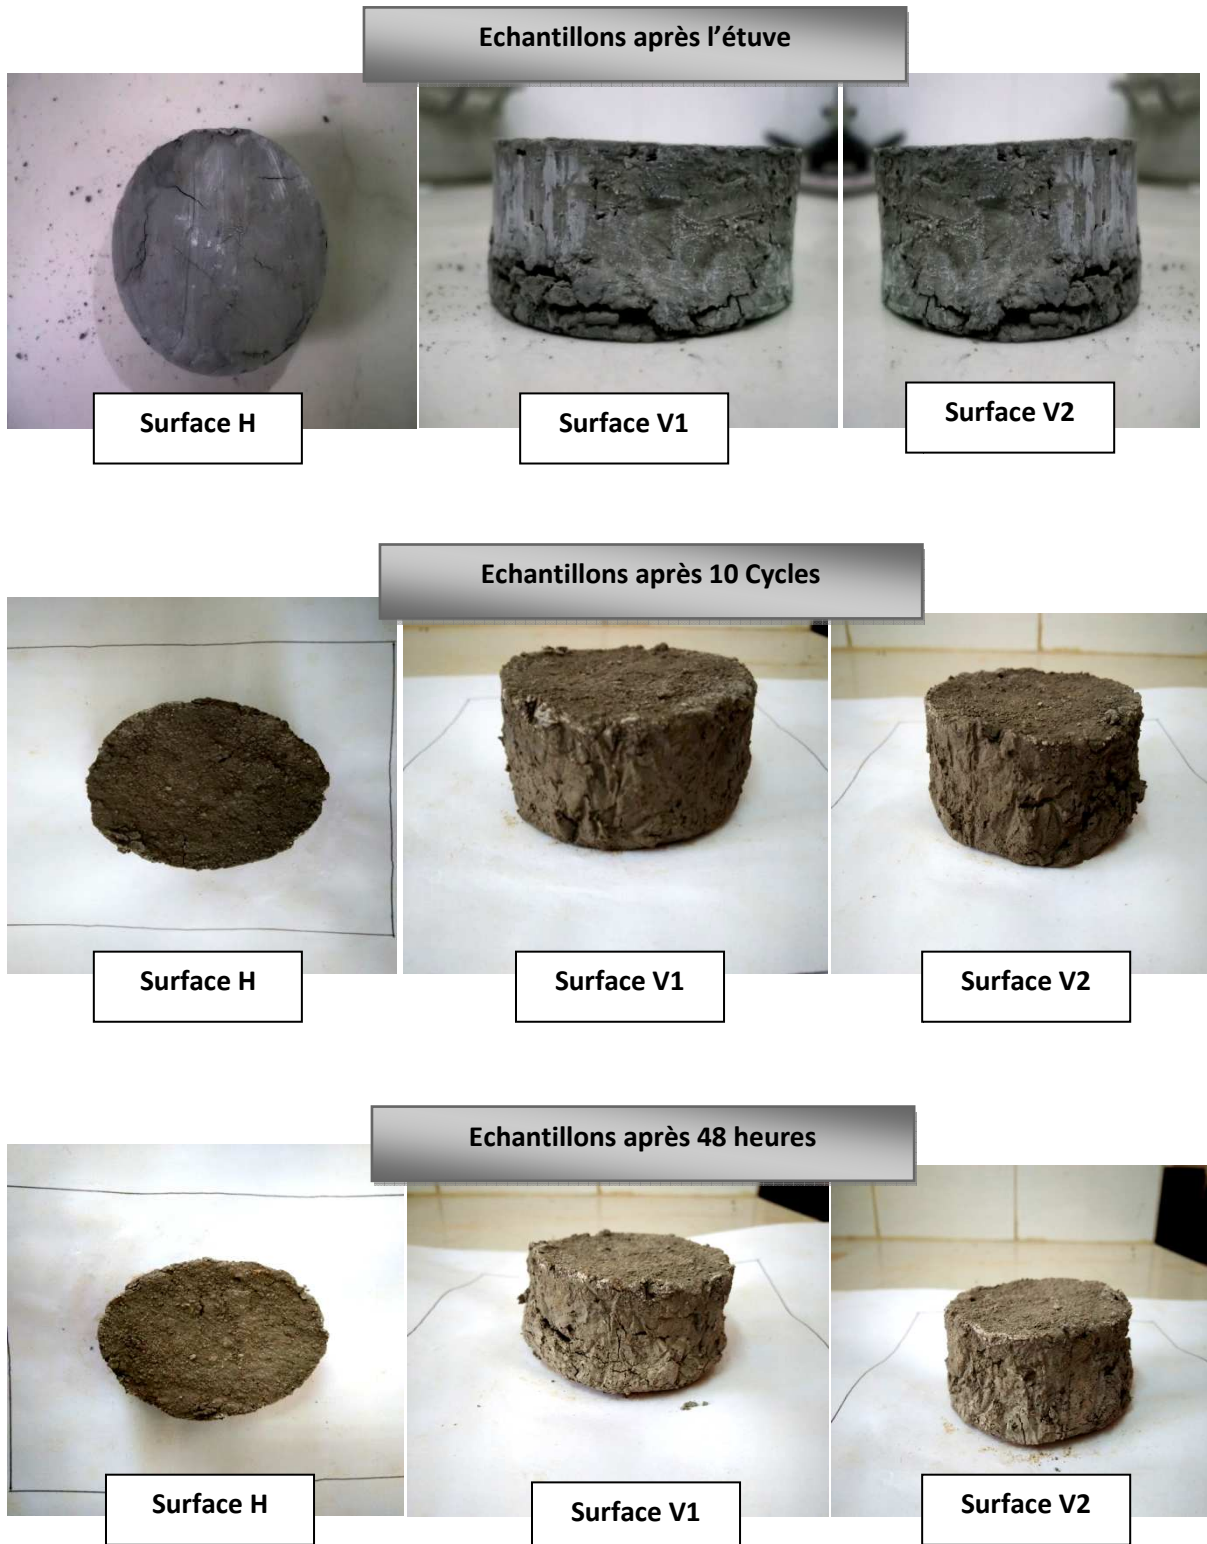 Echantillons après l’étuve
Surface H
Surface V1
Surface V2
Echantillons après 10 Cycles
Surface H
Surface V1
Surface V2
Echantillons après 48 heures
Surface H
Surface V1
Surface V2